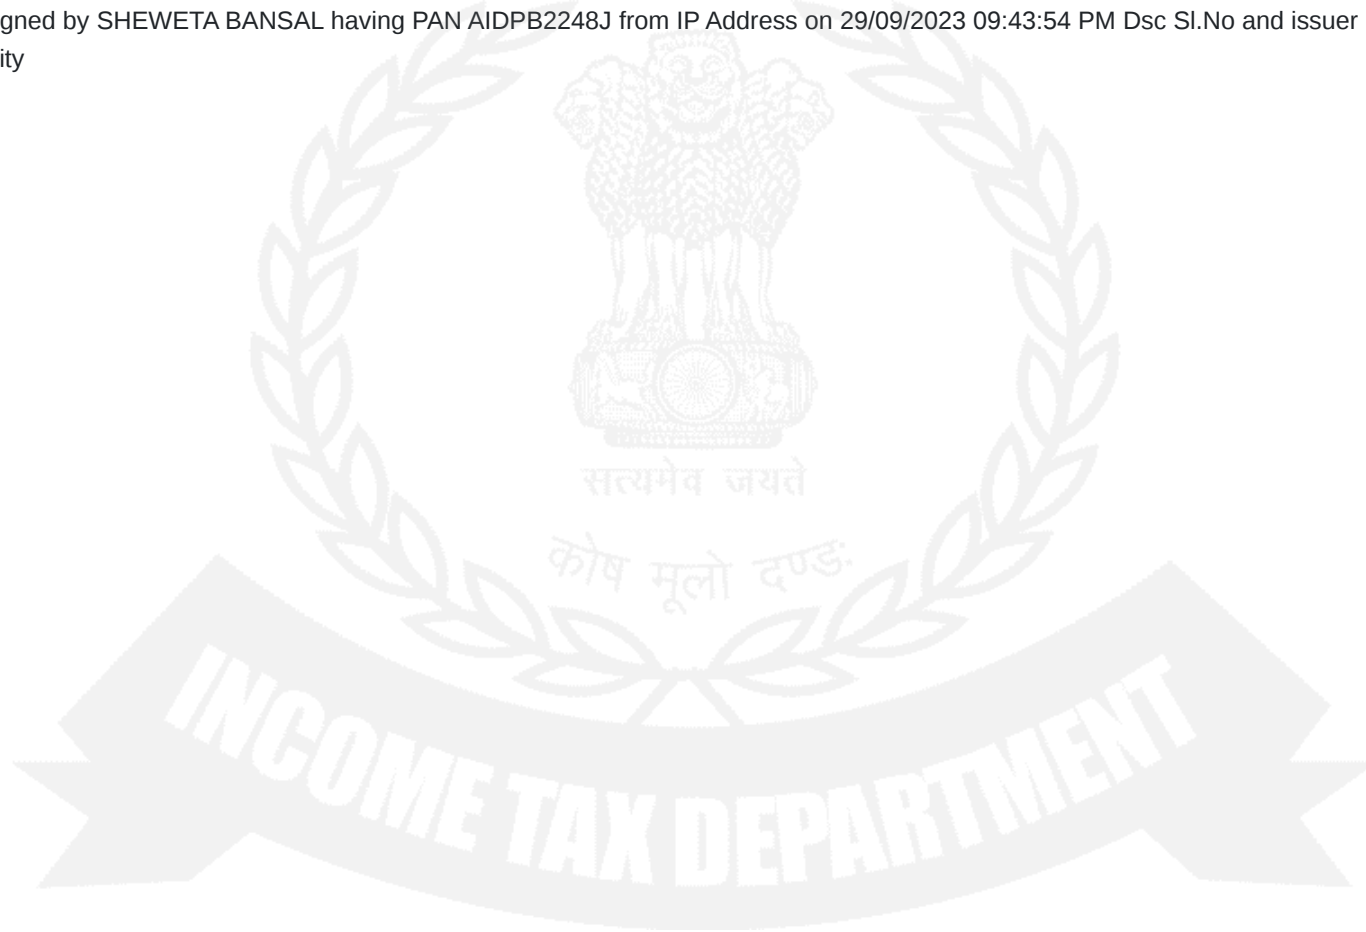 gned by SHEWETA BANSAL having PAN AIDPB2248J from IP Address on 29/09/2023 09:43:54 PM Dsc Sl.No and issuer
ity
सत्यमेव जयते
कोष मूलो दण्डः
INCOME TAX DEPARTMENT